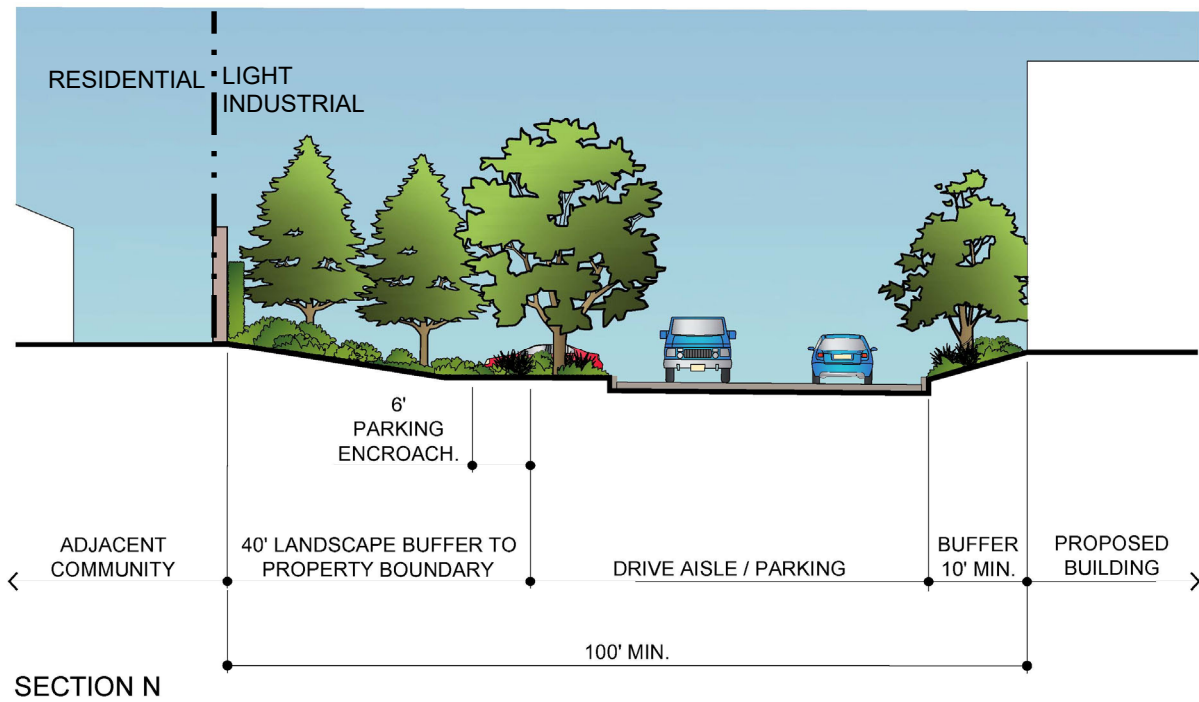 RESIDENTIAL
LIGHT
INDUSTRIAL
6'
PARKING
ENCROACH.
ADJACENT
COMMUNITY
40' LANDSCAPE BUFFER TO
PROPERTY BOUNDARY
DRIVE AISLE / PARKING
BUFFER
10' MIN.
PROPOSED
BUILDING
100' MIN.
SECTION N